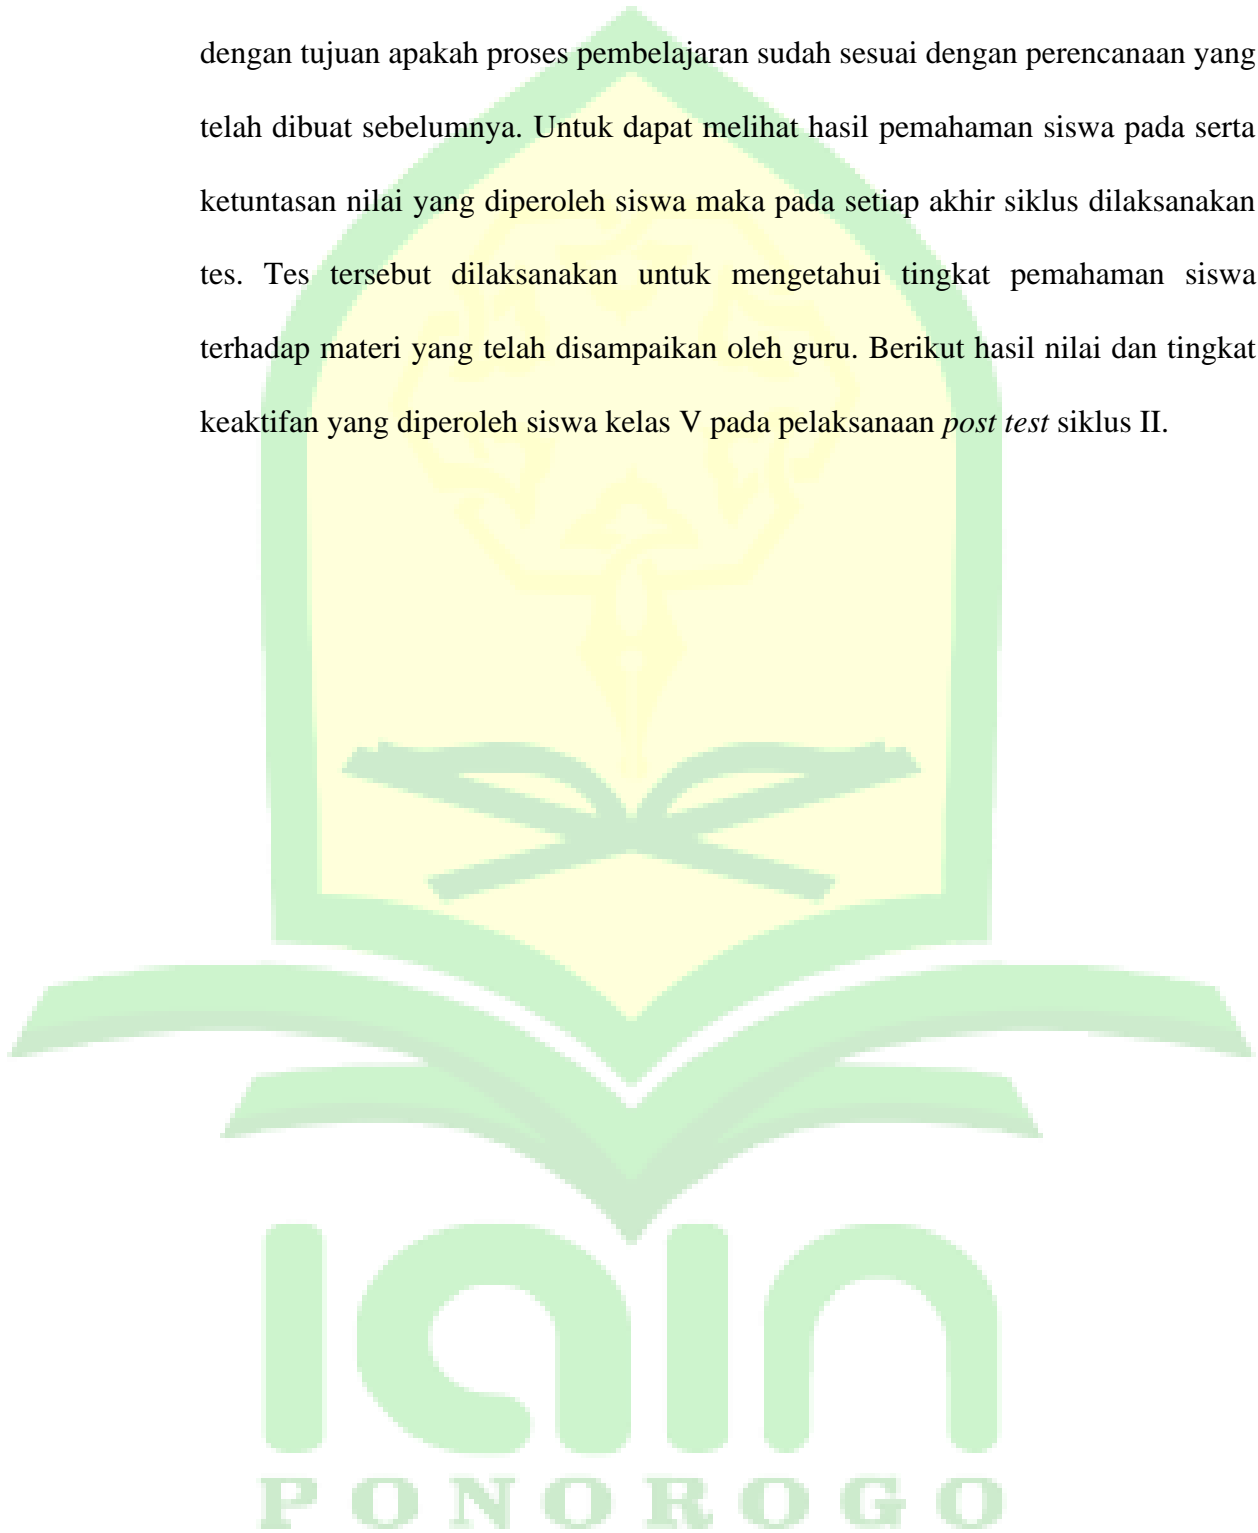 dengan tujuan apakah proses pembelajaran sudah sesuai dengan perencanaan yang
telah dibuat sebelumnya. Untuk dapat melihat hasil pemahaman siswa pada serta
ketuntasan nilai yang diperoleh siswa maka pada setiap akhir siklus dilaksanakan
tes. Tes tersebut dilaksanakan untuk mengetahui tingkat pemahaman siswa
terhadap materi yang telah disampaikan oleh guru. Berikut hasil nilai dan tingkat
keaktifan yang diperoleh siswa kelas V pada pelaksanaan post test siklus II.
iain
PONOROGO